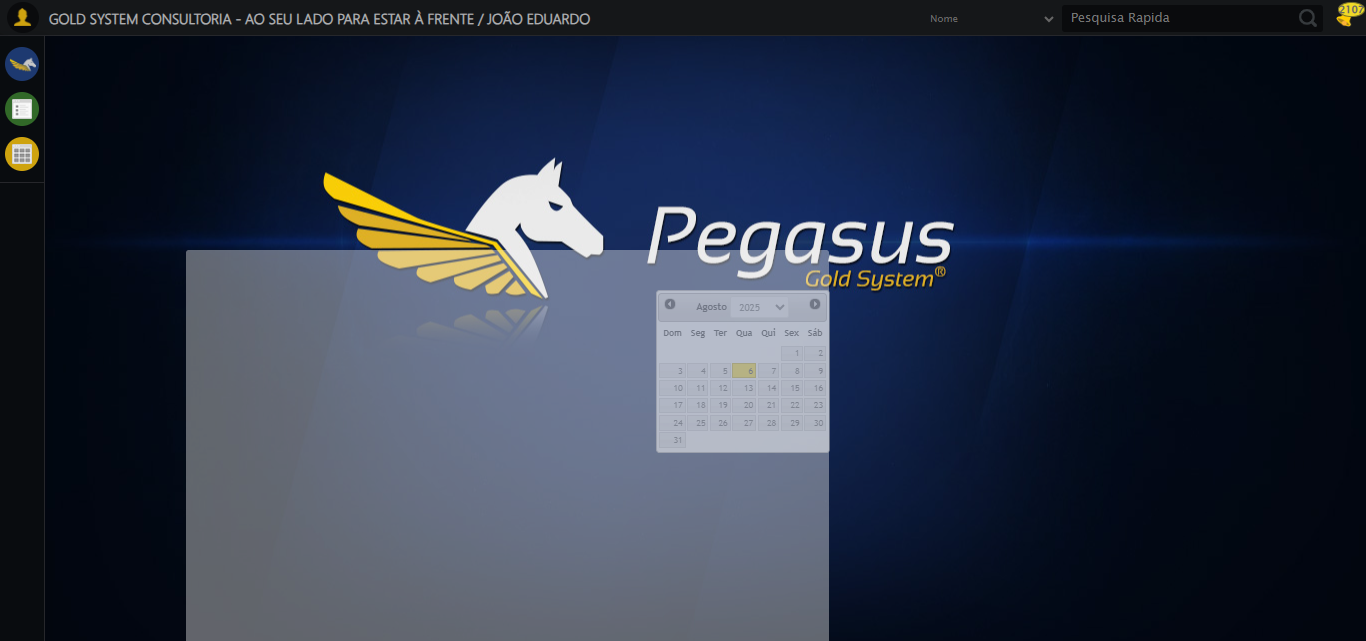 GOLD SYSTEM CONSULTORIA - AO SEU LADO PARA ESTAR À FRENTE / JOÃO EDUARDO
Nome
Pesquisa Rapida
2107
Pegasus
Gold System®
Agosto 2025
Dom Seg Ter Qua Qui Sex Sáb
1 2
3 4 5 6 7 8 9
10 11 12 13 14 15 16
17 18 19 20 21 22 23
24 25 26 27 28 29 30
31